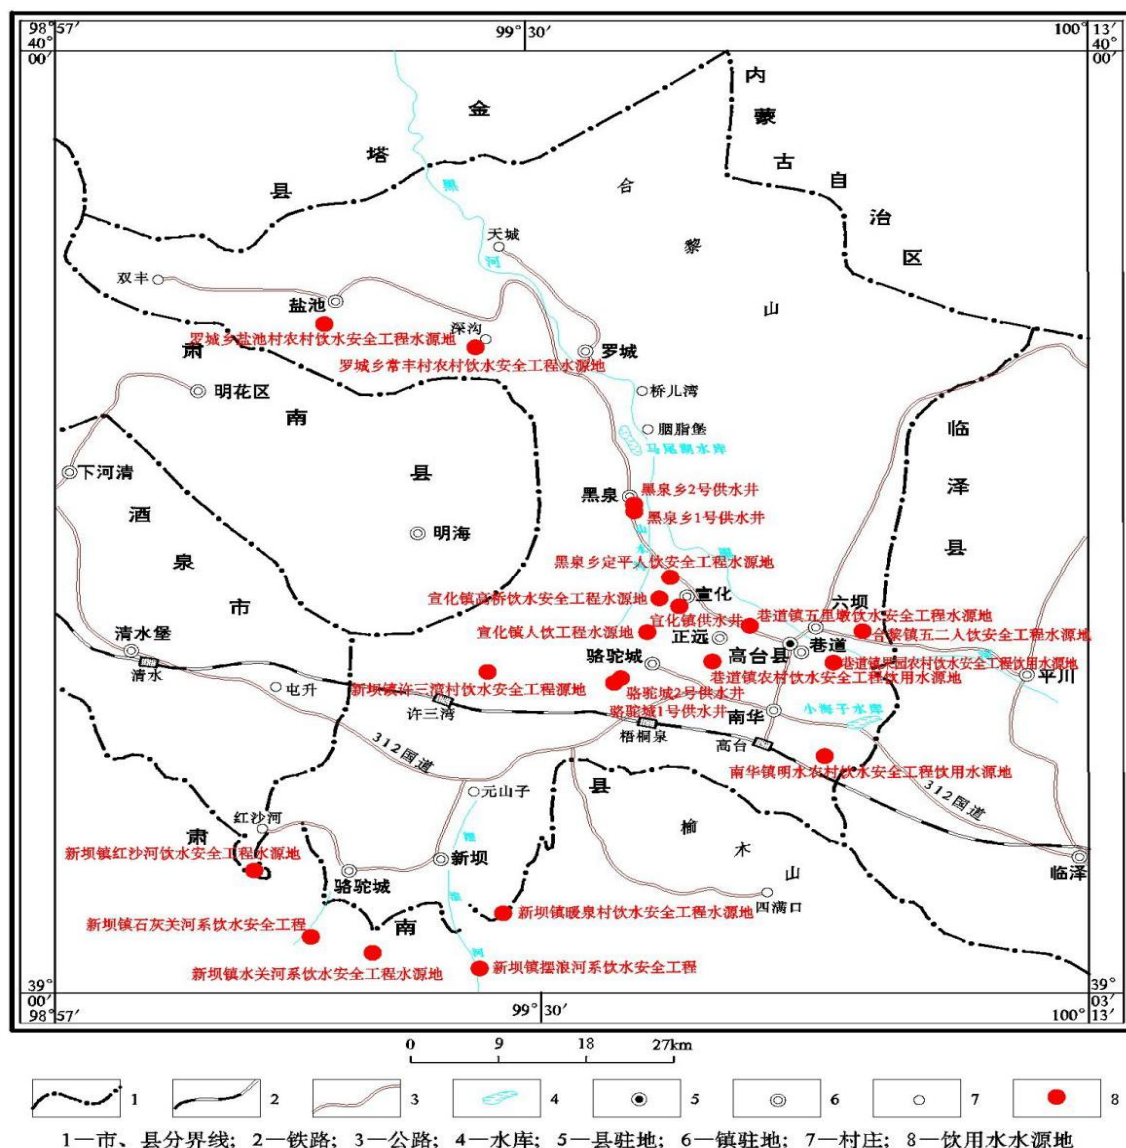 98°57′
99°30′
100°13′
40°
00′
40°
00′
内
蒙
古
自
治
区
金
塔
县
黑
河
合
黎
山
天城
双丰
盐池
深沟
罗城乡盐池村农村饮水安全工程水源地
罗城乡常丰村农村饮水安全工程水源地
罗城
肃
南
县
明花区
桥儿湾
胭脂堡
马尾湖水库
临
泽
县
下河清
酒
泉
市
明海
黑泉
黑泉乡2号供水井
黑泉乡1号供水井
黑泉乡定平人饮安全工程水源地
宣化镇高桥饮水安全工程水源地
宣化
宣化镇供水井
宣化镇人饮工程水源地
正远
六坝
巷道镇五里墩饮水安全工程水源地
合黎镇五二人饮安全工程水源地
高台县
巷道
巷道镇果园农村饮水安全工程饮用水源地
巷道镇农村饮水安全工程饮用水源地
平川
清水堡
清水
屯升
骆驼城
新坝镇许三湾村饮水安全工程水源地
骆驼城2号供水井
骆驼城1号供水井
许三湾
梧桐泉
南华
高台
312国道
南华镇明水农村饮水安全工程饮用水源地
312国道
元山子
县
榆
木
山
红沙河
肃
新坝镇红沙河饮水安全工程水源地
骆驼城
新坝
临泽
四满口
新坝镇暖泉村饮水安全工程水源地
新坝镇石灰关河系饮水安全工程
南
河
新坝镇水关河系饮水安全工程水源地
新坝镇摆浪河系饮水安全工程
39°
00′
98°57′
99°30′
39°
03′
100°13′
0 9 18 27km
1 2 3 4 5 6 7 8
1—市、县分界线；2—铁路；3—公路；4—水库；5—县驻地；6—镇驻地；7—村庄；8—饮用水水源地